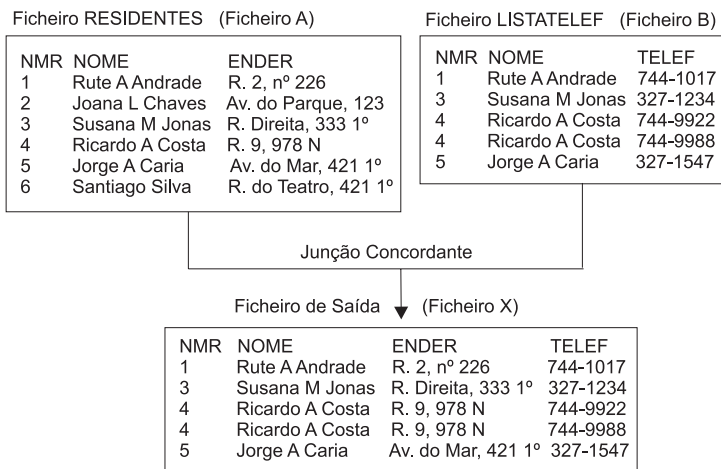 Ficheiro RESIDENTES (Ficheiro A)
NMR NOME ENDER
1 Rute A Andrade R. 2, nº 226
2 Joana L Chaves Av. do Parque, 123
3 Susana M Jonas R. Direita, 333 1º
4 Ricardo A Costa R. 9, 978 N
5 Jorge A Caria Av. do Mar, 421 1º
6 Santiago Silva R. do Teatro, 421 1º
Ficheiro LISTATELEF (Ficheiro B)
NMR NOME TELEF
1 Rute A Andrade 744-1017
3 Susana M Jonas 327-1234
4 Ricardo A Costa 744-9922
4 Ricardo A Costa 744-9988
5 Jorge A Caria 327-1547
Junção Concordante
Ficheiro de Saída (Ficheiro X)
NMR NOME ENDER TELEF
1 Rute A Andrade R. 2, nº 226 744-1017
3 Susana M Jonas R. Direita, 333 1º 327-1234
4 Ricardo A Costa R. 9, 978 N 744-9922
4 Ricardo A Costa R. 9, 978 N 744-9988
5 Jorge A Caria Av. do Mar, 421 1º 327-1547